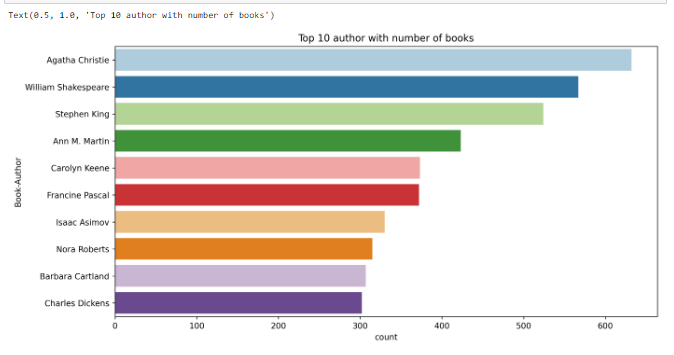 Text(0.5, 1.0, 'Top 10 author with number of books')
Top 10 author with number of books
Book-Author
Agatha Christie
William Shakespeare
Stephen King
Ann M. Martin
Carolyn Keene
Francine Pascal
Isaac Asimov
Nora Roberts
Barbara Cartland
Charles Dickens
0 100 200 300 400 500 600
count